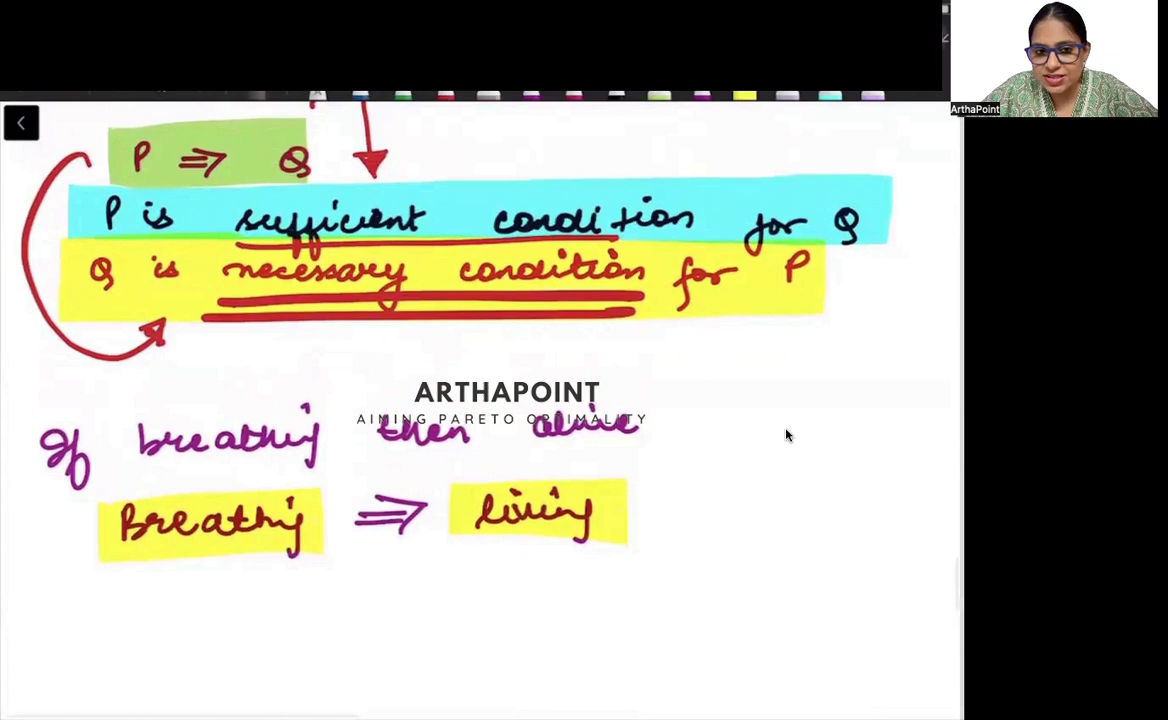 ArthaPoint
P ⇒ Q
P is sufficient condition for Q
Q is necessary condition for P
ARTHAPOINT
AIMING PARETO OPTIMALITY
If breathing then alive
Breathing ⇒ living